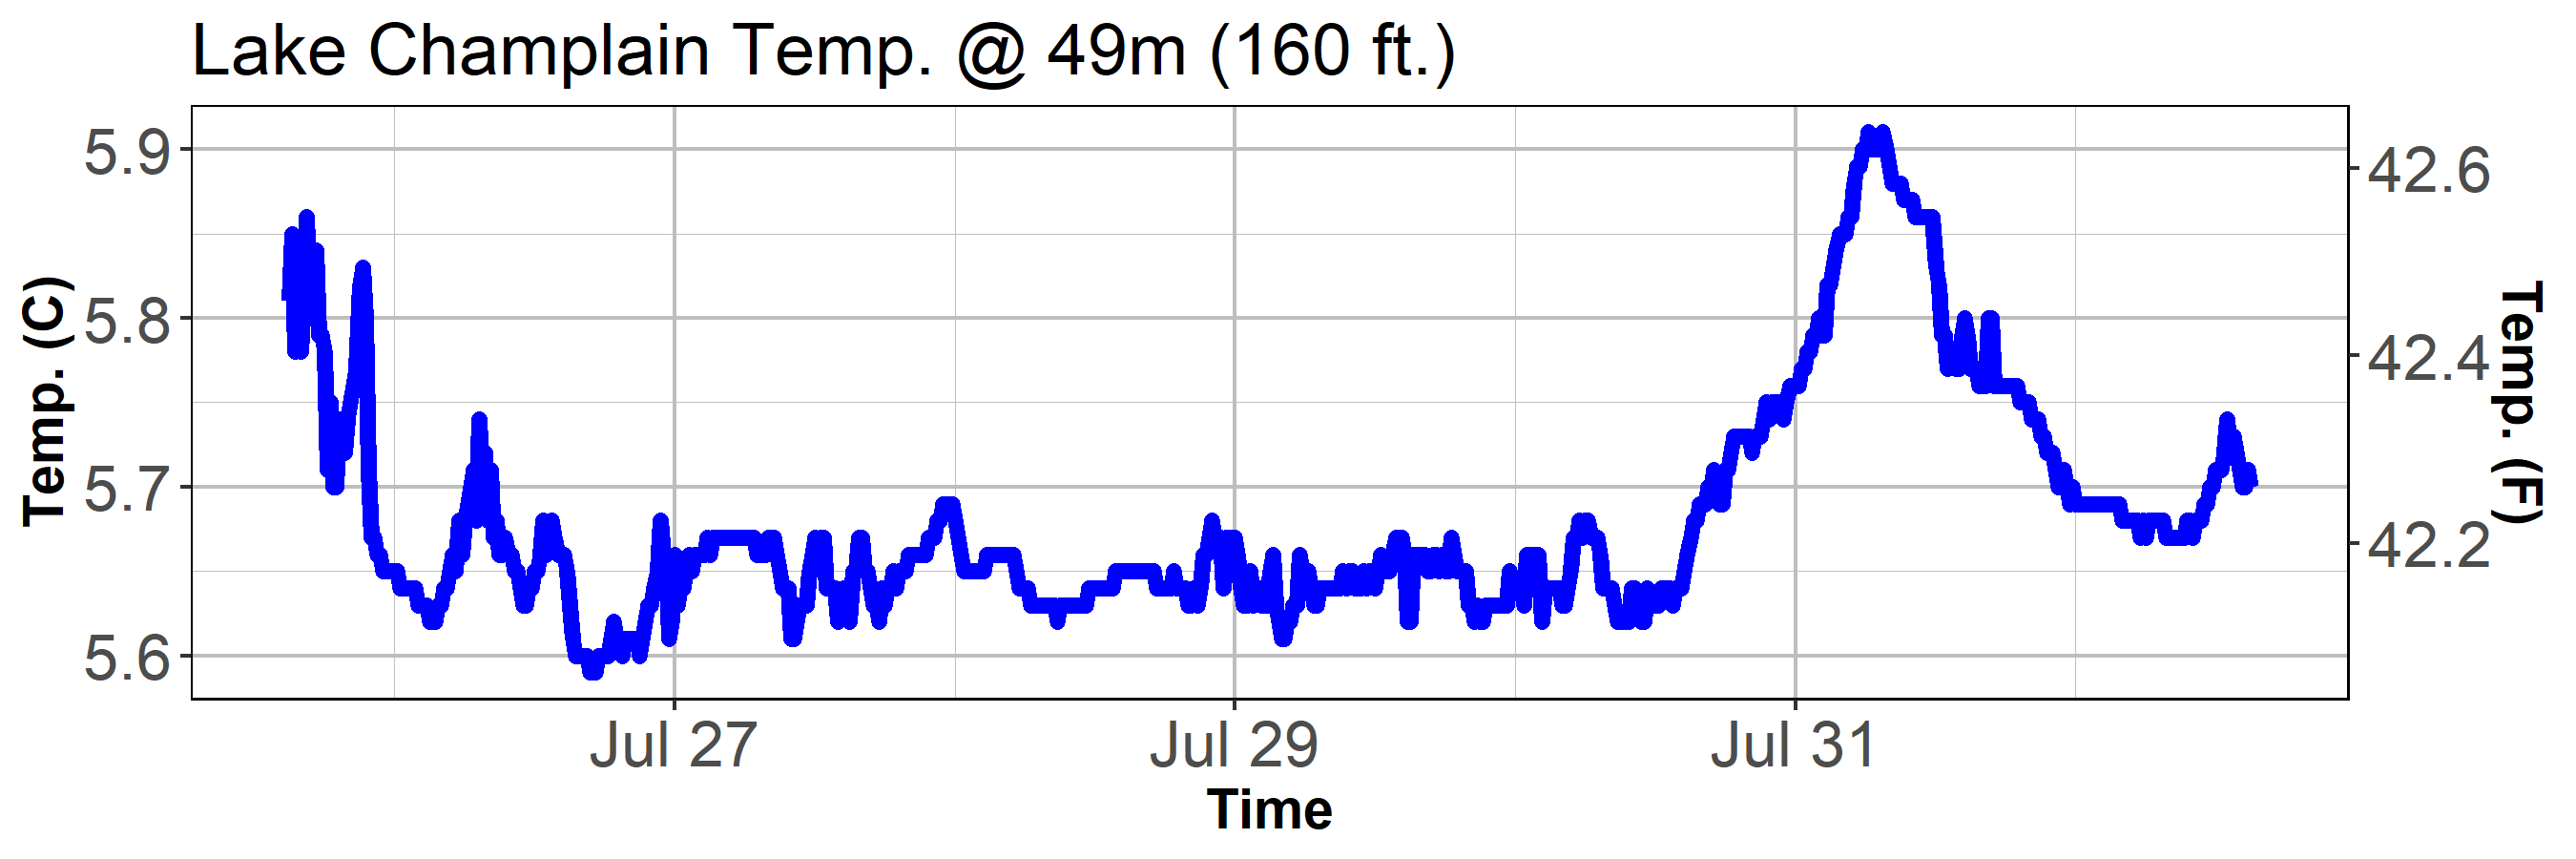 Lake Champlain Temp. @ 49m (160 ft.)
Temp. (C)
5.9
5.8
5.7
5.6
42.6
42.4
42.2
Temp. (F)
Jul 27 Jul 29 Jul 31
Time